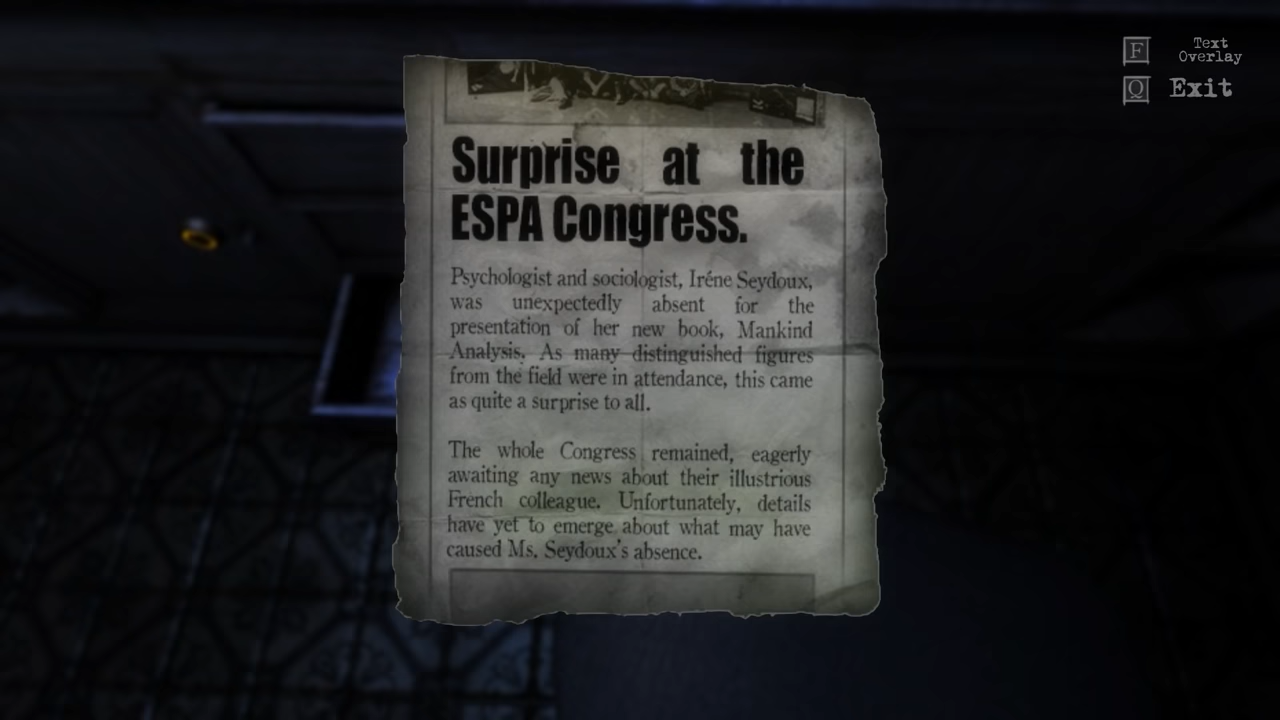 F
Text
Overlay
Q
Exit
Surprise at the
ESPA Congress.
Psychologist and sociologist, Iréne Seydoux,
was unexpectedly absent for the
presentation of her new book, Mankind
Analysis. As many distinguished figures
from the field were in attendance, this came
as quite a surprise to all.
The whole Congress remained, eagerly
awaiting any news about their illustrious
French colleague. Unfortunately, details
have yet to emerge about what may have
caused Ms. Seydoux's absence.